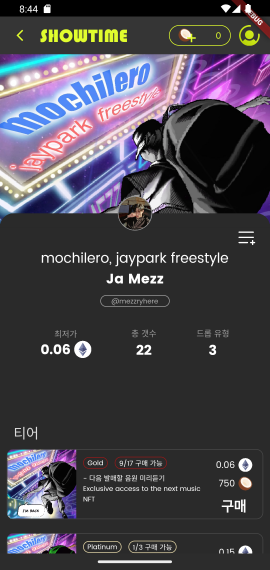 8:44
DEBUG
SHOWTIME
0
mochilero
jaypark freestyle
mochilero, jaypark freestyle
Ja Mezz
@mezzryhere
최저가
총 갯수
드롭 유형
0.06
22
3
티어
Gold
9/17 구매 가능
0.06
- 다음 발매할 음원 미리듣기
Exclusive access to the next music
NFT
750
구매
I'M BACK
Platinum
1/3 구매 가능
0.15